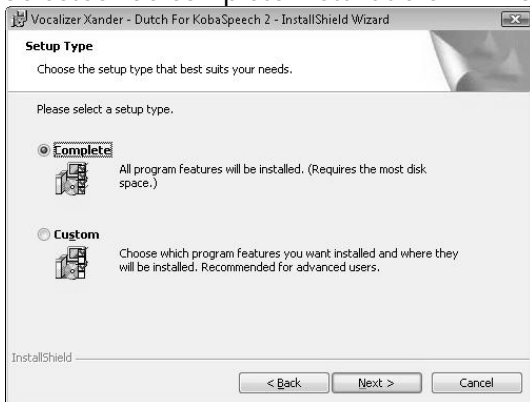 Vocalizer Xander - Dutch For KobaSpeech 2 - InstallShield Wizard
Setup Type
Choose the setup type that best suits your needs.
Please select a setup type.
Complete
All program features will be installed. (Requires the most disk
space.)
Custom
Choose which program features you want installed and where they
will be installed. Recommended for advanced users.
InstallShield
< Back
Next >
Cancel